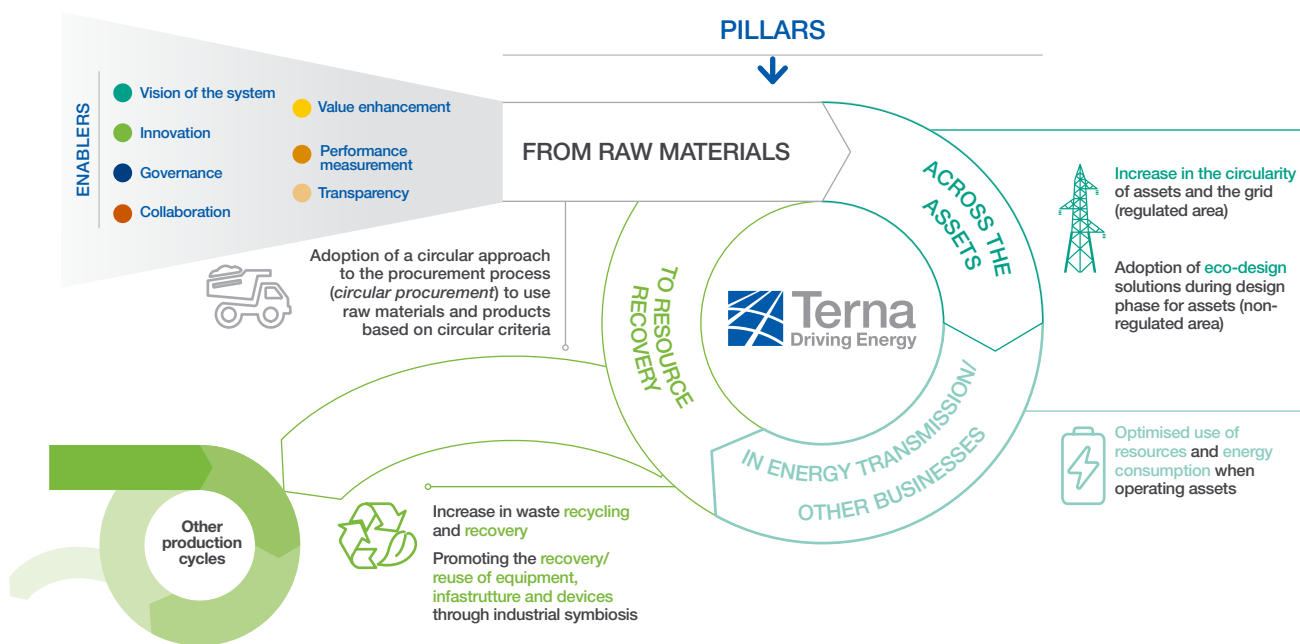 PILLARS
ENABLERS
Vision of the system
Innovation
Governance
Collaboration
Value enhancement
Performance
measurement
Transparency
FROM RAW MATERIALS
ACROSS THE
ASSETS
Increase in the circularity
of assets and the grid
(regulated area)
Adoption of eco-design
solutions during design
phase for assets (non-
regulated area)
Adoption of a circular approach
to the procurement process
(circular procurement) to use
raw materials and products
based on circular criteria
TO RESOURCE
RECOVERY
Terna
Driving Energy
IN ENERGY TRANSMISSION/
OTHER BUSINESSES
Optimised use of
resources and energy
consumption when
operating assets
Other
production
cycles
Increase in waste recycling
and recovery
Promoting the recovery/
reuse of equipment,
infastrutture and devices
through industrial symbiosis